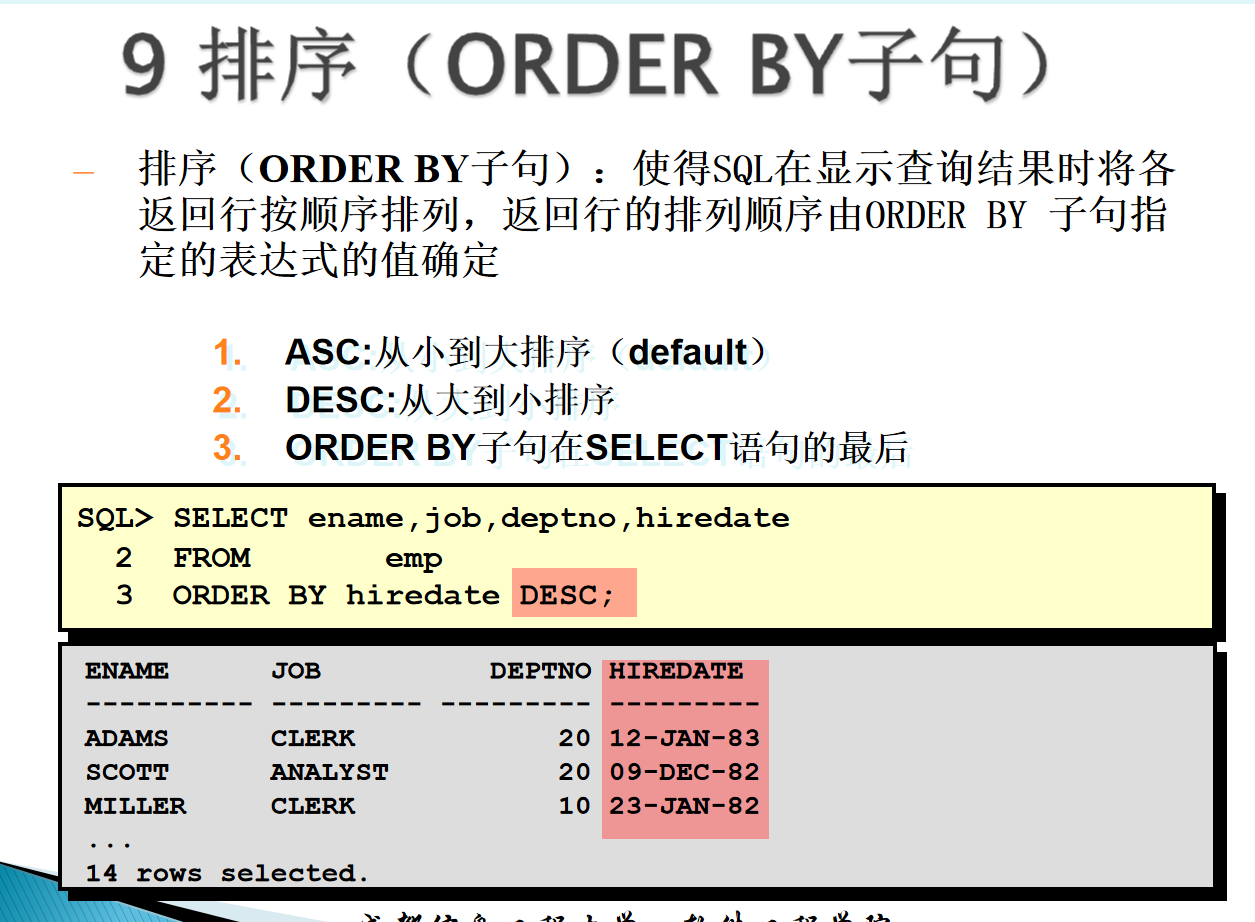 9 排序（ORDER BY子句）
– 排序（ORDER BY子句）：使得SQL在显示查询结果时将各
返回行按顺序排列，返回行的排列顺序由ORDER BY 子句指
定的表达式的值确定
1. ASC:从小到大排序（default）
2. DESC:从大到小排序
3. ORDER BY子句在SELECT语句的最后
SQL> SELECT ename,job,deptno,hiredate
2 FROM emp
3 ORDER BY hiredate DESC;
ENAME JOB DEPTNO HIREDATE
---------- --------- --------- ---------
ADAMS CLERK 20 12-JAN-83
SCOTT ANALYST 20 09-DEC-82
MILLER CLERK 10 23-JAN-82
...
14 rows selected.